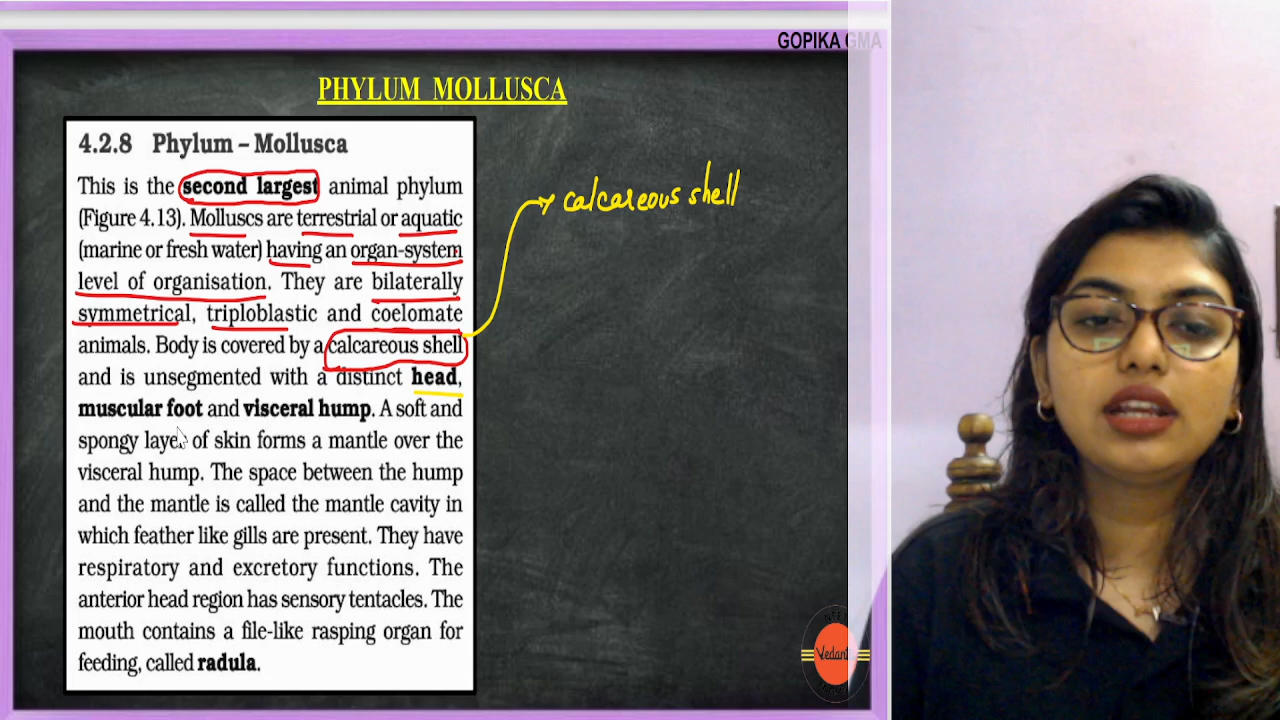 GOPIKA GMA
PHYLUM MOLLUSCA
4.2.8 Phylum – Mollusca
This is the second largest animal phylum
(Figure 4.13). Molluscs are terrestrial or aquatic
(marine or fresh water) having an organ-system
level of organisation. They are bilaterally
symmetrical, triploblastic and coelomate
animals. Body is covered by a calcareous shell
and is unsegmented with a distinct head,
muscular foot and visceral hump. A soft and
spongy layer of skin forms a mantle over the
visceral hump. The space between the hump
and the mantle is called the mantle cavity in
which feather like gills are present. They have
respiratory and excretory functions. The
anterior head region has sensory tentacles. The
mouth contains a file-like rasping organ for
feeding, called radula.
calcareous shell